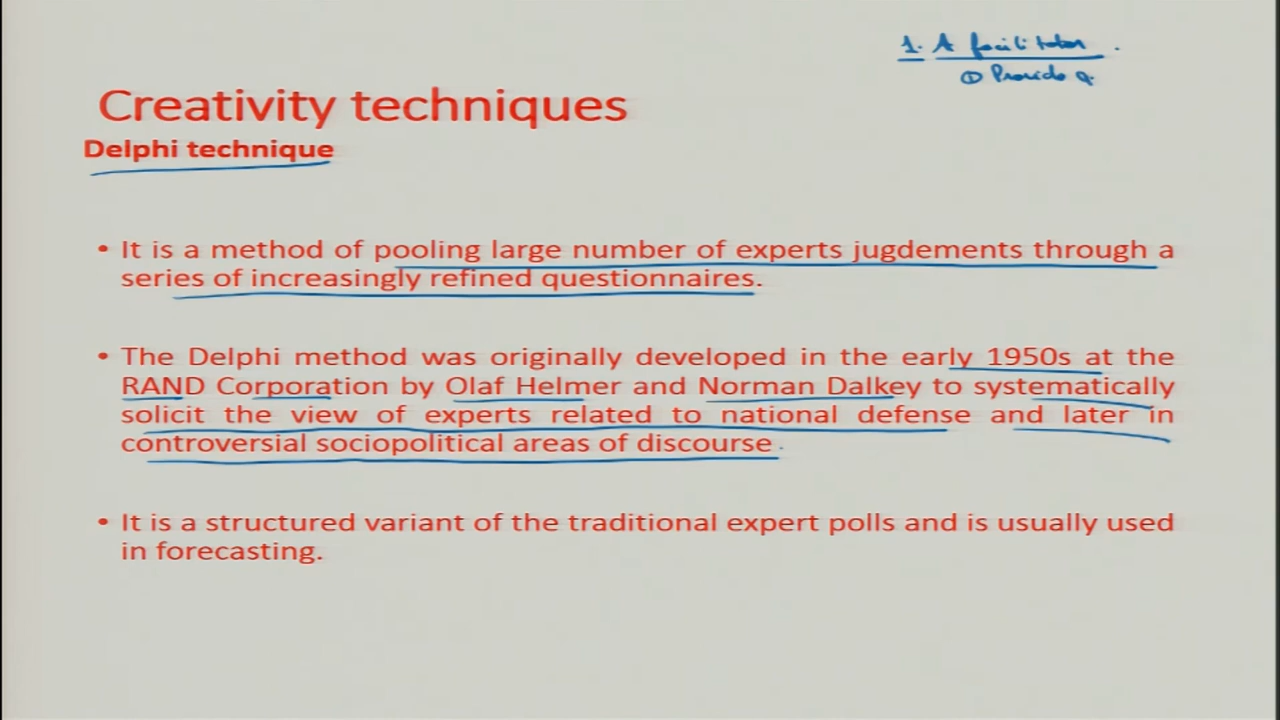 1. A facilitator
① Provide q.
Creativity techniques
Delphi technique
• It is a method of pooling large number of experts jugdements through a
series of increasingly refined questionnaires.
• The Delphi method was originally developed in the early 1950s at the
RAND Corporation by Olaf Helmer and Norman Dalkey to systematically
solicit the view of experts related to national defense and later in
controversial sociopolitical areas of discourse.
• It is a structured variant of the traditional expert polls and is usually used
in forecasting.